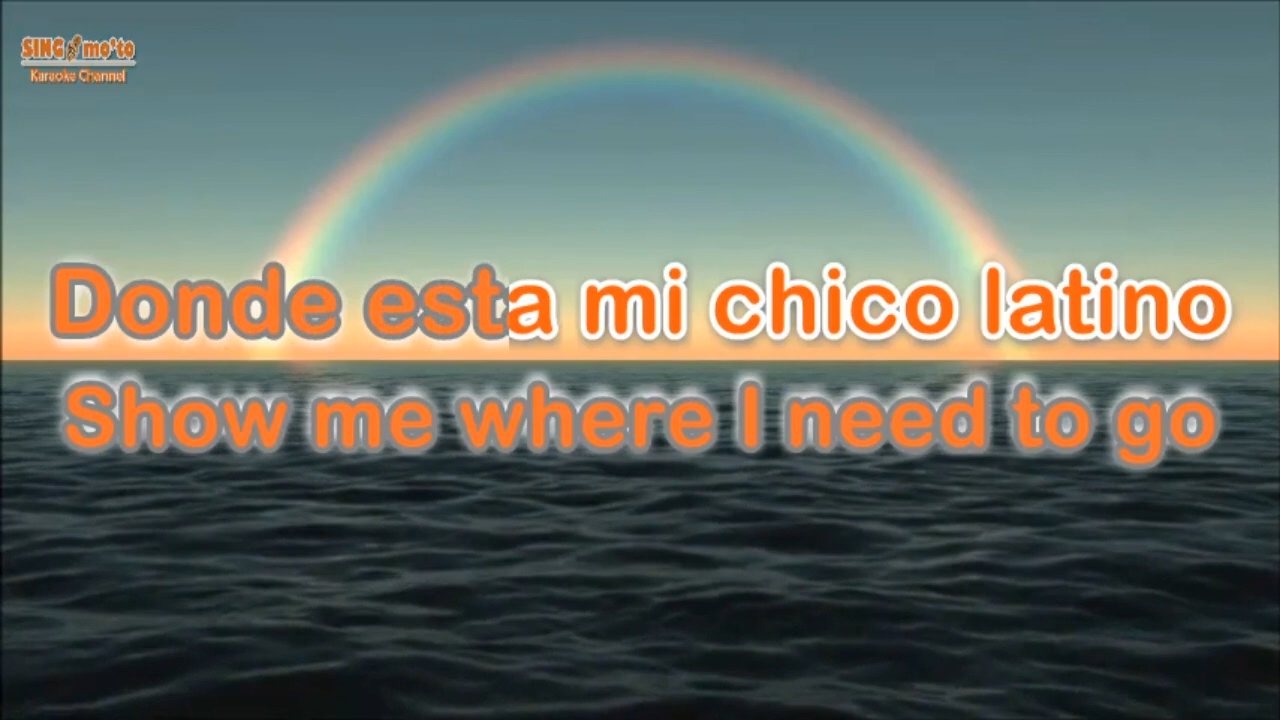 SING mo'to
Karaoke Channel
Donde esta mi chico latino
Show me where I need to go